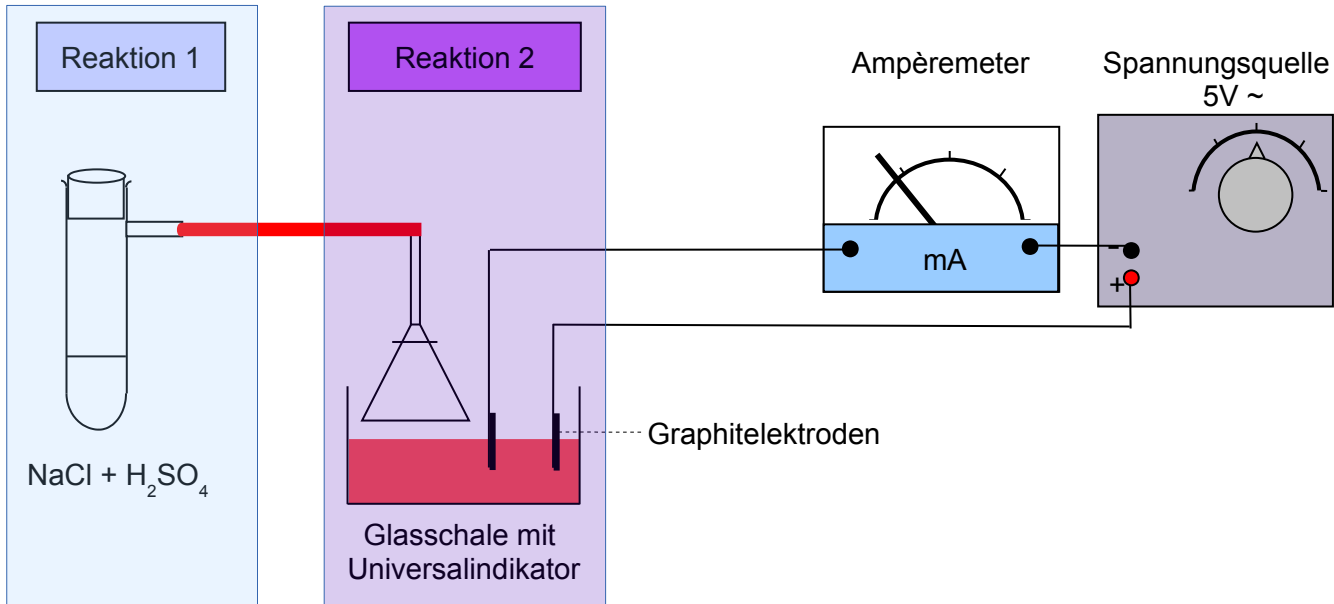 Reaktion 1
Reaktion 2
Ampèremeter
Spannungsquelle
5V ~
mA
-
+
Graphitelektroden
NaCl + H₂SO₄
Glasschale mit
Universalindikator